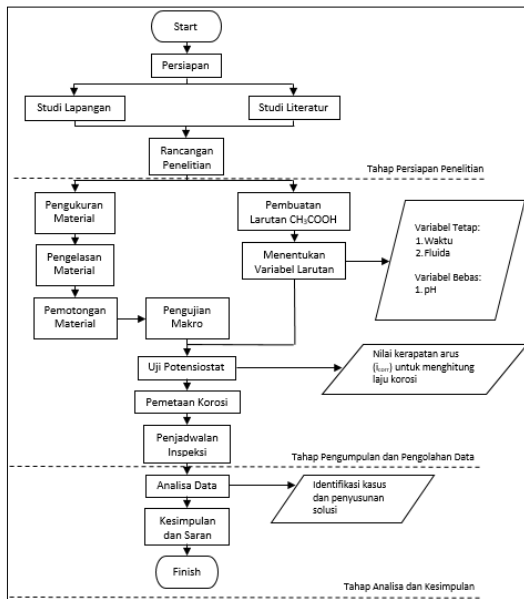 Start
Persiapan
Studi Lapangan
Studi Literatur
Rancangan
Penelitian
Tahap Persiapan Penelitian
Pengukuran
Material
Pembuatan
Larutan CH₃COOH
Variabel Tetap:
1. Waktu
2. Fluida
Variabel Bebas:
1. pH
Pengelasan
Material
Menentukan
Variabel Larutan
Pemotongan
Material
Pengujian
Makro
Uji Potensiostat
Nilai kerapatan arus
(icorr) untuk menghitung
laju korosi
Pemetaan Korosi
Penjadwalan
Inspeksi
Tahap Pengumpulan dan Pengolahan Data
Analisa Data
Identifikasi kasus
dan penyusunan
solusi
Kesimpulan
dan Saran
Finish
Tahap Analisa dan Kesimpulan